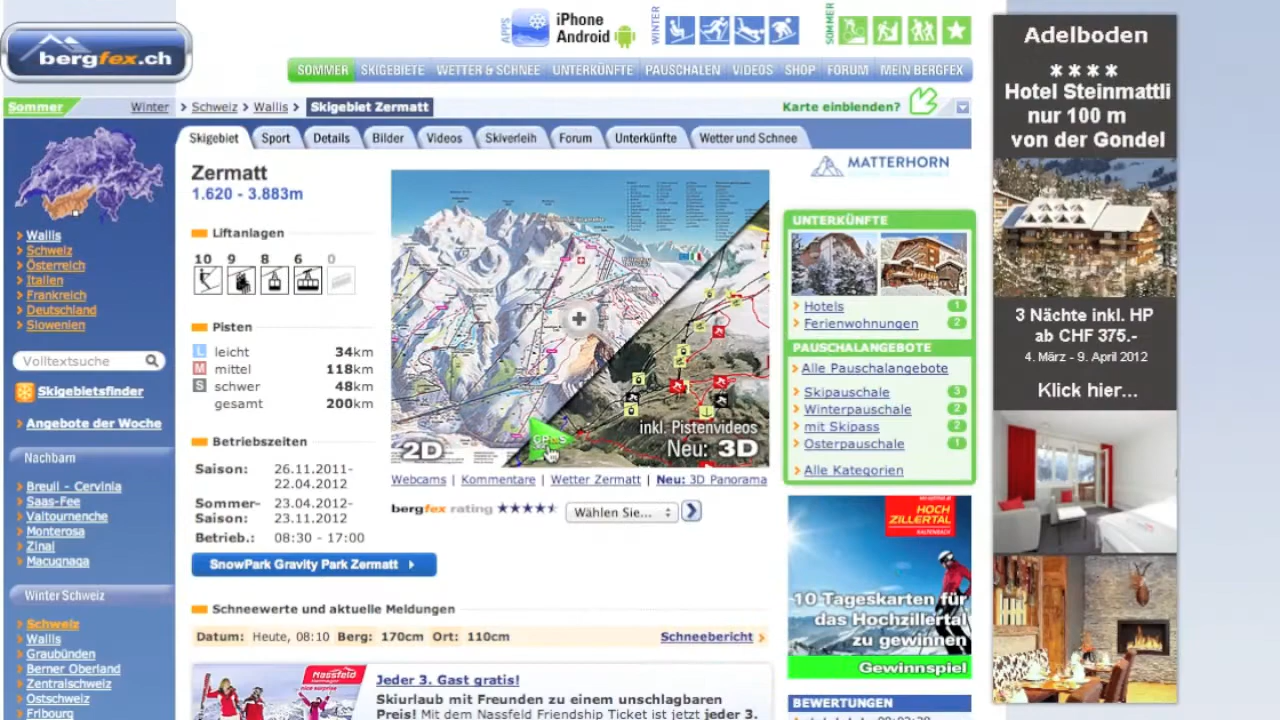 bergfex.ch
APPS
iPhone
Android
WINTER
SOMMER
SOMMER SKIGEBIETE WETTER & SCHNEE UNTERKÜNFTE PAUSCHALEN VIDEOS SHOP FORUM MEIN BERGFEX
Sommer Winter Schweiz Wallis Skigebiet Zermatt Karte einblenden?
Skigebiet Sport Details Bilder Videos Skiverleih Forum Unterkünfte Wetter und Schnee
Wallis
Schweiz
Österreich
Italien
Frankreich
Deutschland
Slowenien
Volltextsuche
Skigebietsfinder
Angebote der Woche
Nachbarn
Breuil - Cervinia
Saas-Fee
Valtournenche
Monterosa
Zinal
Macugnaga
Winter Schweiz
Schweiz
Wallis
Graubünden
Berner Oberland
Zentralschweiz
Ostschweiz
Fribourg
Zermatt
1.620 - 3.883m
Liftanlagen
10 9 8 6 0
Pisten
L leicht 34km
M mittel 118km
S schwer 48km
gesamt 200km
Betriebszeiten
Saison: 26.11.2011-
22.04.2012
Sommer- 23.04.2012-
Saison: 23.11.2012
Betrieb.: 08:30 - 17:00
SnowPark Gravity Park Zermatt
2D
GPS
inkl. Pistenvideos
Neu: 3D
Webcams | Kommentare | Wetter Zermatt | Neu: 3D Panorama
bergfex rating Wählen Sie...
Schneewerte und aktuelle Meldungen
Datum: Heute, 08:10 Berg: 170cm Ort: 110cm Schneebericht
Nassfeld
Jeder 3. Gast gratis!
Skiurlaub mit Freunden zu einem unschlagbaren
Preis! Mit dem Nassfeld Friendship Ticket ist jetzt jeder 3.
MATTERHORN
UNTERKÜNFTE
Hotels 1
Ferienwohnungen 2
PAUSCHALANGEBOTE
Alle Pauschalangebote
Skipauschale 3
Winterpauschale 2
mit Skipass 2
Osterpauschale 1
Alle Kategorien
HOCH
ZILLERTAL
KALTENBACH
10 Tageskarten für
das Hochzillertal
zu gewinnen
Gewinnspiel
BEWERTUNGEN
Adelboden
****
Hotel Steinmattli
nur 100 m
von der Gondel
3 Nächte inkl. HP
ab CHF 375.-
4. März - 9. April 2012
Klick hier...